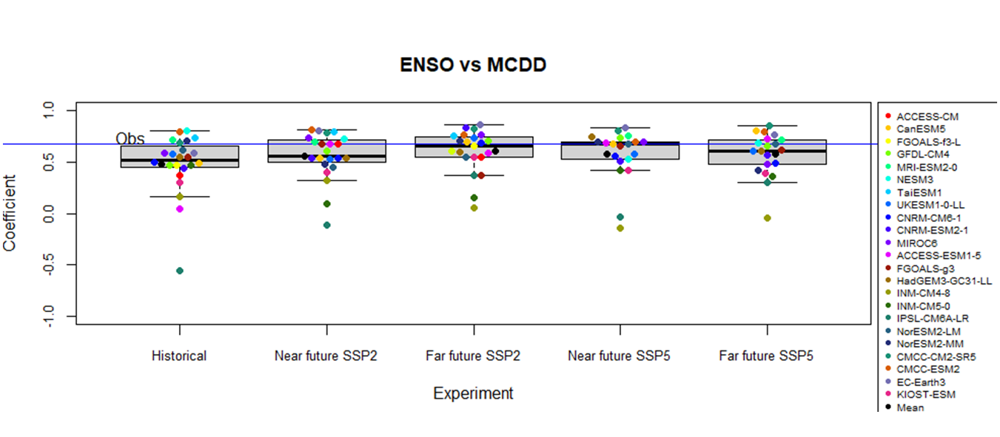 ENSO vs MCDD
Coefficient
1.0
0.5
0.0
-0.5
-1.0
Obs
Historical
Near future SSP2
Far future SSP2
Near future SSP5
Far future SSP5
Experiment
ACCESS-CM
CanESM5
FGOALS-f3-L
GFDL-CM4
MRI-ESM2-0
NESM3
TaiESM1
UKESM1-0-LL
CNRM-CM6-1
CNRM-ESM2-1
MIROC6
ACCESS-ESM1-5
FGOALS-g3
HadGEM3-GC31-LL
INM-CM4-8
INM-CM5-0
IPSL-CM6A-LR
NorESM2-LM
NorESM2-MM
CMCC-CM2-SR5
CMCC-ESM2
EC-Earth3
KIOST-ESM
Mean